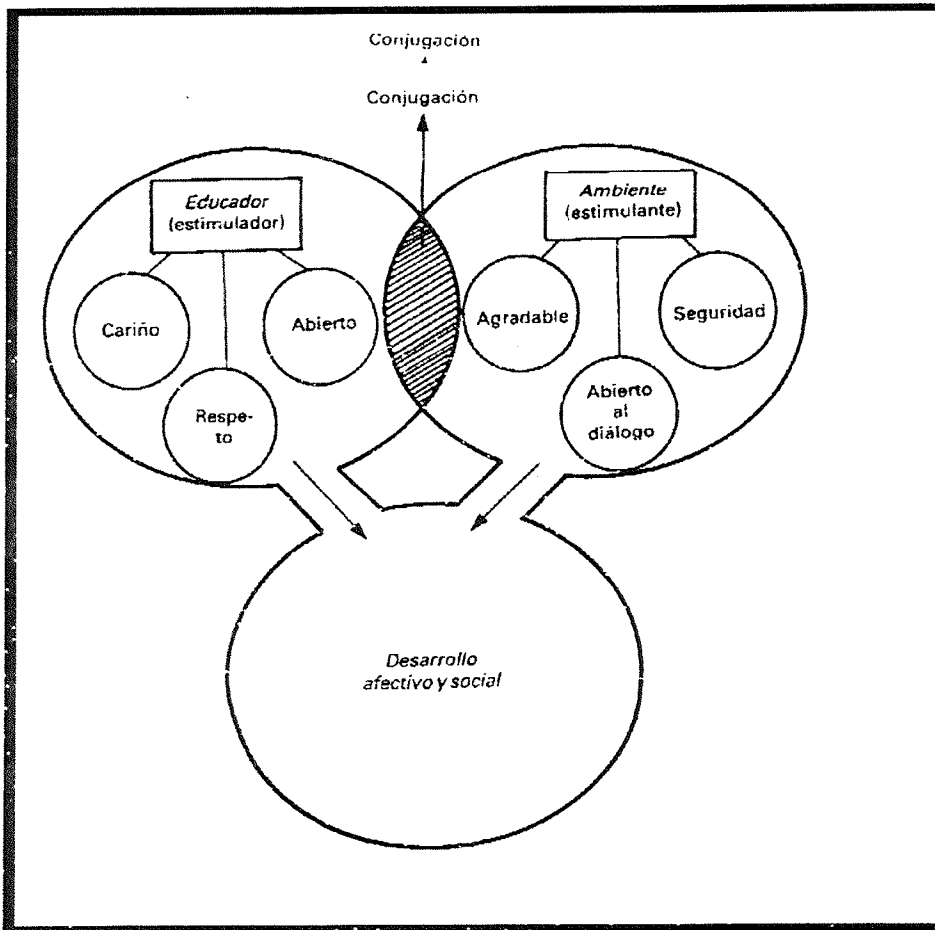 Conjugación
Conjugación
Educador
(estimulador)
Cariño
Abierto
Respe-
to
Ambiente
(estimulante)
Agradable
Seguridad
Abierto
al
diálogo
Desarrollo
afectivo y social